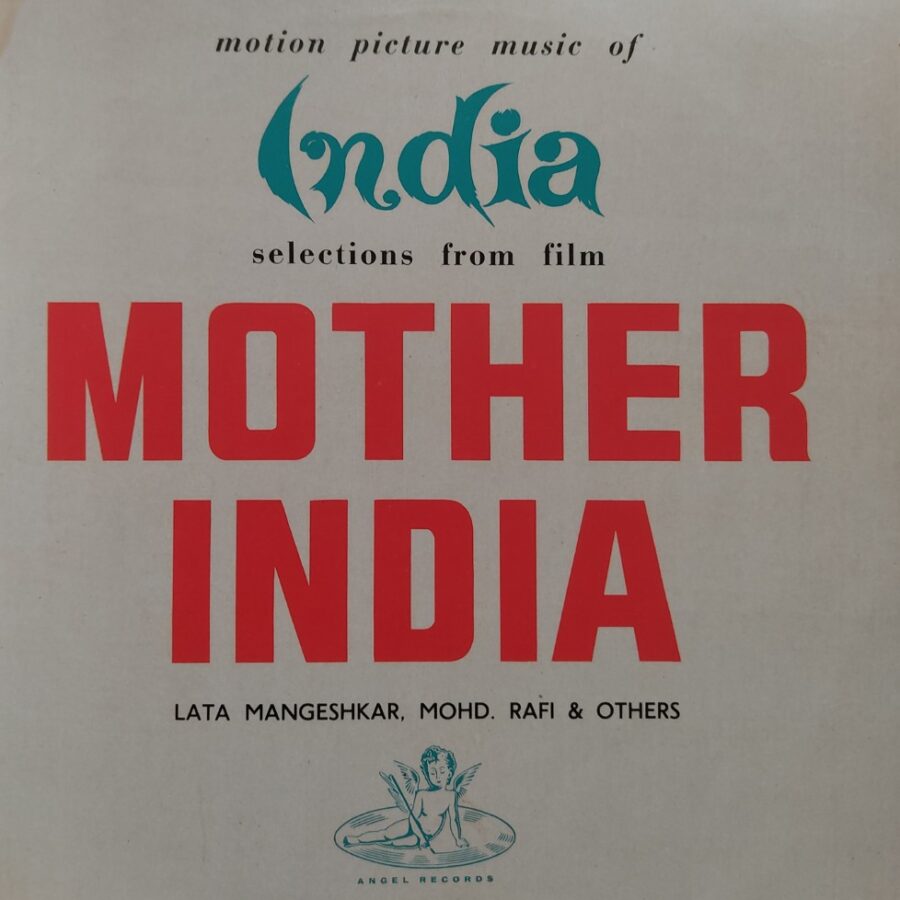 motion picture music of
India
selections from film
MOTHER
INDIA
LATA MANGESHKAR, MOHD. RAFI & OTHERS
ANGEL RECORDS